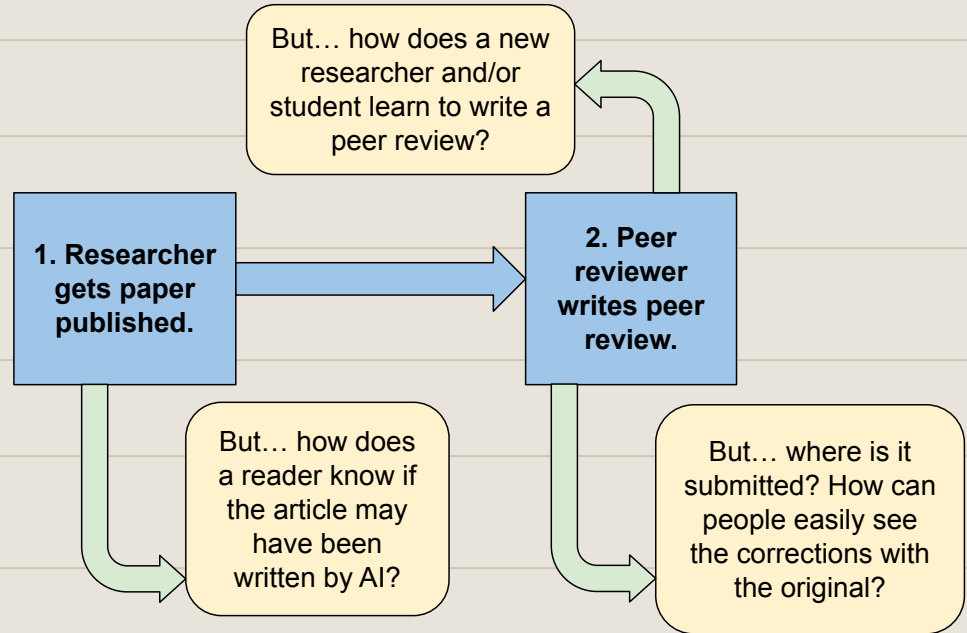 But… how does a new
researcher and/or
student learn to write a
peer review?
1. Researcher
gets paper
published.
2. Peer
reviewer
writes peer
review.
But… how does
a reader know if
the article may
have been
written by AI?
But… where is it
submitted? How can
people easily see
the corrections with
the original?